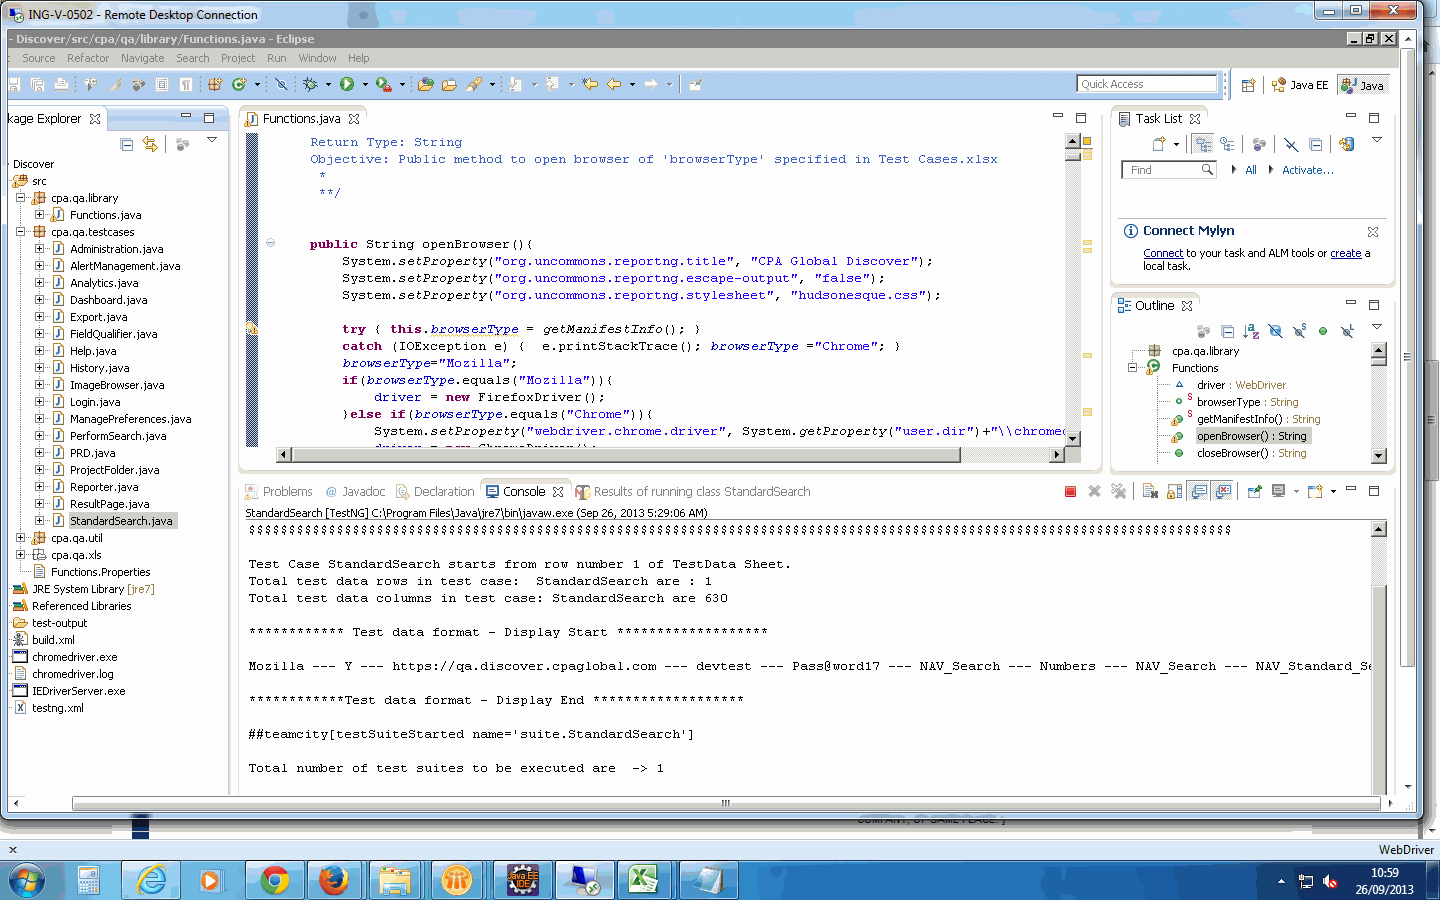 ING-V-0502 - Remote Desktop Connection
- Discover/src/cpa/qa/library/Functions.java - Eclipse
Source Refactor Navigate Search Project Run Window Help
Quick Access
Java EE
Java
kage Explorer
Discover
src
cpa.qa.library
Functions.java
cpa.qa.testcases
Administration.java
AlertManagement.java
Analytics.java
Dashboard.java
Export.java
FieldQualifier.java
Help.java
History.java
ImageBrowser.java
Login.java
ManagePreferences.java
PerformSearch.java
PRD.java
ProjectFolder.java
Reporter.java
ResultPage.java
StandardSearch.java
cpa.qa.util
cpa.qa.xls
Functions.Properties
JRE System Library [jre7]
Referenced Libraries
test-output
build.xml
chromedriver.exe
chromedriver.log
IEDriverServer.exe
testng.xml
Functions.java
Return Type: String
Objective: Public method to open browser of 'browserType' specified in Test Cases.xlsx
*
**/
public String openBrowser(){
System.setProperty("org.uncommons.reportng.title", "CPA Global Discover");
System.setProperty("org.uncommons.reportng.escape-output", "false");
System.setProperty("org.uncommons.reportng.stylesheet", "hudsonesque.css");
try { this.browserType = getManifestInfo(); }
catch (IOException e) {  e.printStackTrace(); browserType ="Chrome"; }
browserType="Mozilla";
if(browserType.equals("Mozilla")){
driver = new FirefoxDriver();
}else if(browserType.equals("Chrome")){
System.setProperty("webdriver.chrome.driver", System.getProperty("user.dir")+"\\chrome
driver = new ChromeDriver();
Task List
Find
All
Activate...
Connect Mylyn
Connect to your task and ALM tools or create a
local task.
Outline
cpa.qa.library
Functions
driver : WebDriver
browserType : String
getManifestInfo() : String
openBrowser() : String
closeBrowser() : String
Problems @ Javadoc Declaration Console Results of running class StandardSearch
StandardSearch [TestNG] C:\Program Files\Java\jre7\bin\javaw.exe (Sep 26, 2013 5:29:06 AM)
$$$$$$$$$$$$$$$$$$$$$$$$$$$$$$$$$$$$$$$$$$$$$$$$$$$$$$$$$$$$$$$$$$$$$$$$$$$$$$$$$$$$$$$$$$$$$$$$$$$$$$$$$$$$$$$$$$$$$$$$$$$
Test Case StandardSearch starts from row number 1 of TestData Sheet.
Total test data rows in test case:  StandardSearch are : 1
Total test data columns in test case: StandardSearch are 630
************ Test data format - Display Start *******************
Mozilla --- Y --- https://qa.discover.cpaglobal.com --- devtest --- Pass@word17 --- NAV_Search --- Numbers --- NAV_Search --- NAV_Standard_Se
************Test data format - Display End *******************
##teamcity[testSuiteStarted name='suite.StandardSearch']
Total number of test suites to be executed are  -> 1
WebDriver
10:59
26/09/2013